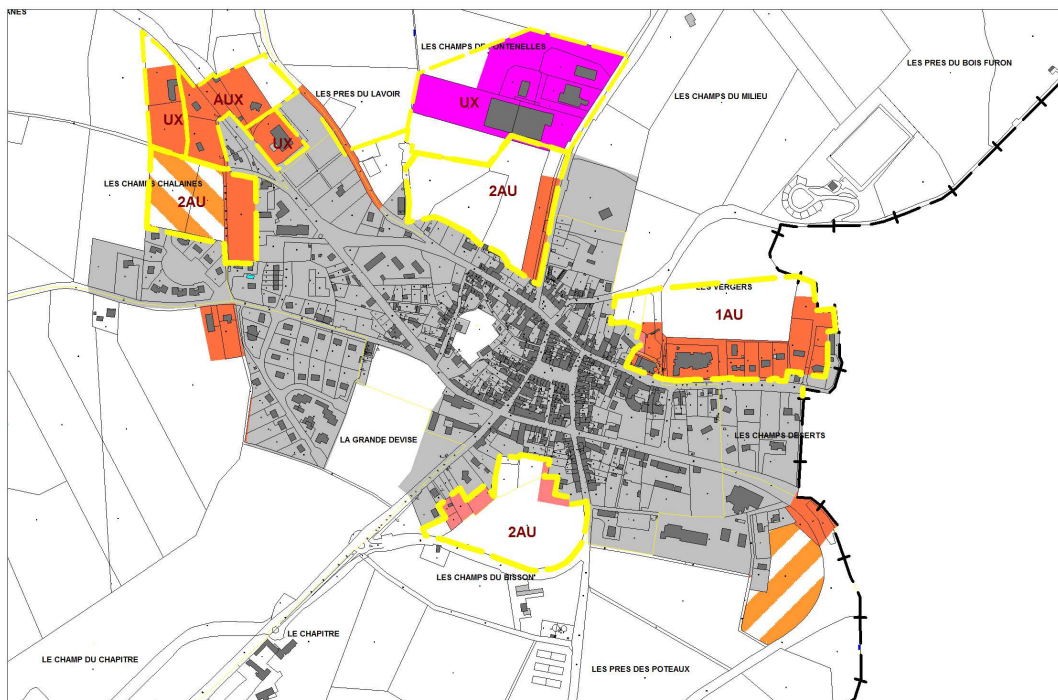 ANES
LES CHAMPS DE FONTENELLES
LES PRES DU BOIS FURON
LES PRES DU LAVOIR
AUX
UX
LES CHAMPS DU MILIEU
UX
UX
LES CHAMPS CHALAINES
2AU
2AU
LES VERGERS
1AU
LA GRANDE DEVISE
LES CHAMPS DESERTS
2AU
LES CHAMPS DU BISSON
LE CHAPITRE
LE CHAMP DU CHAPITRE
LES PRES DES POTEAUX